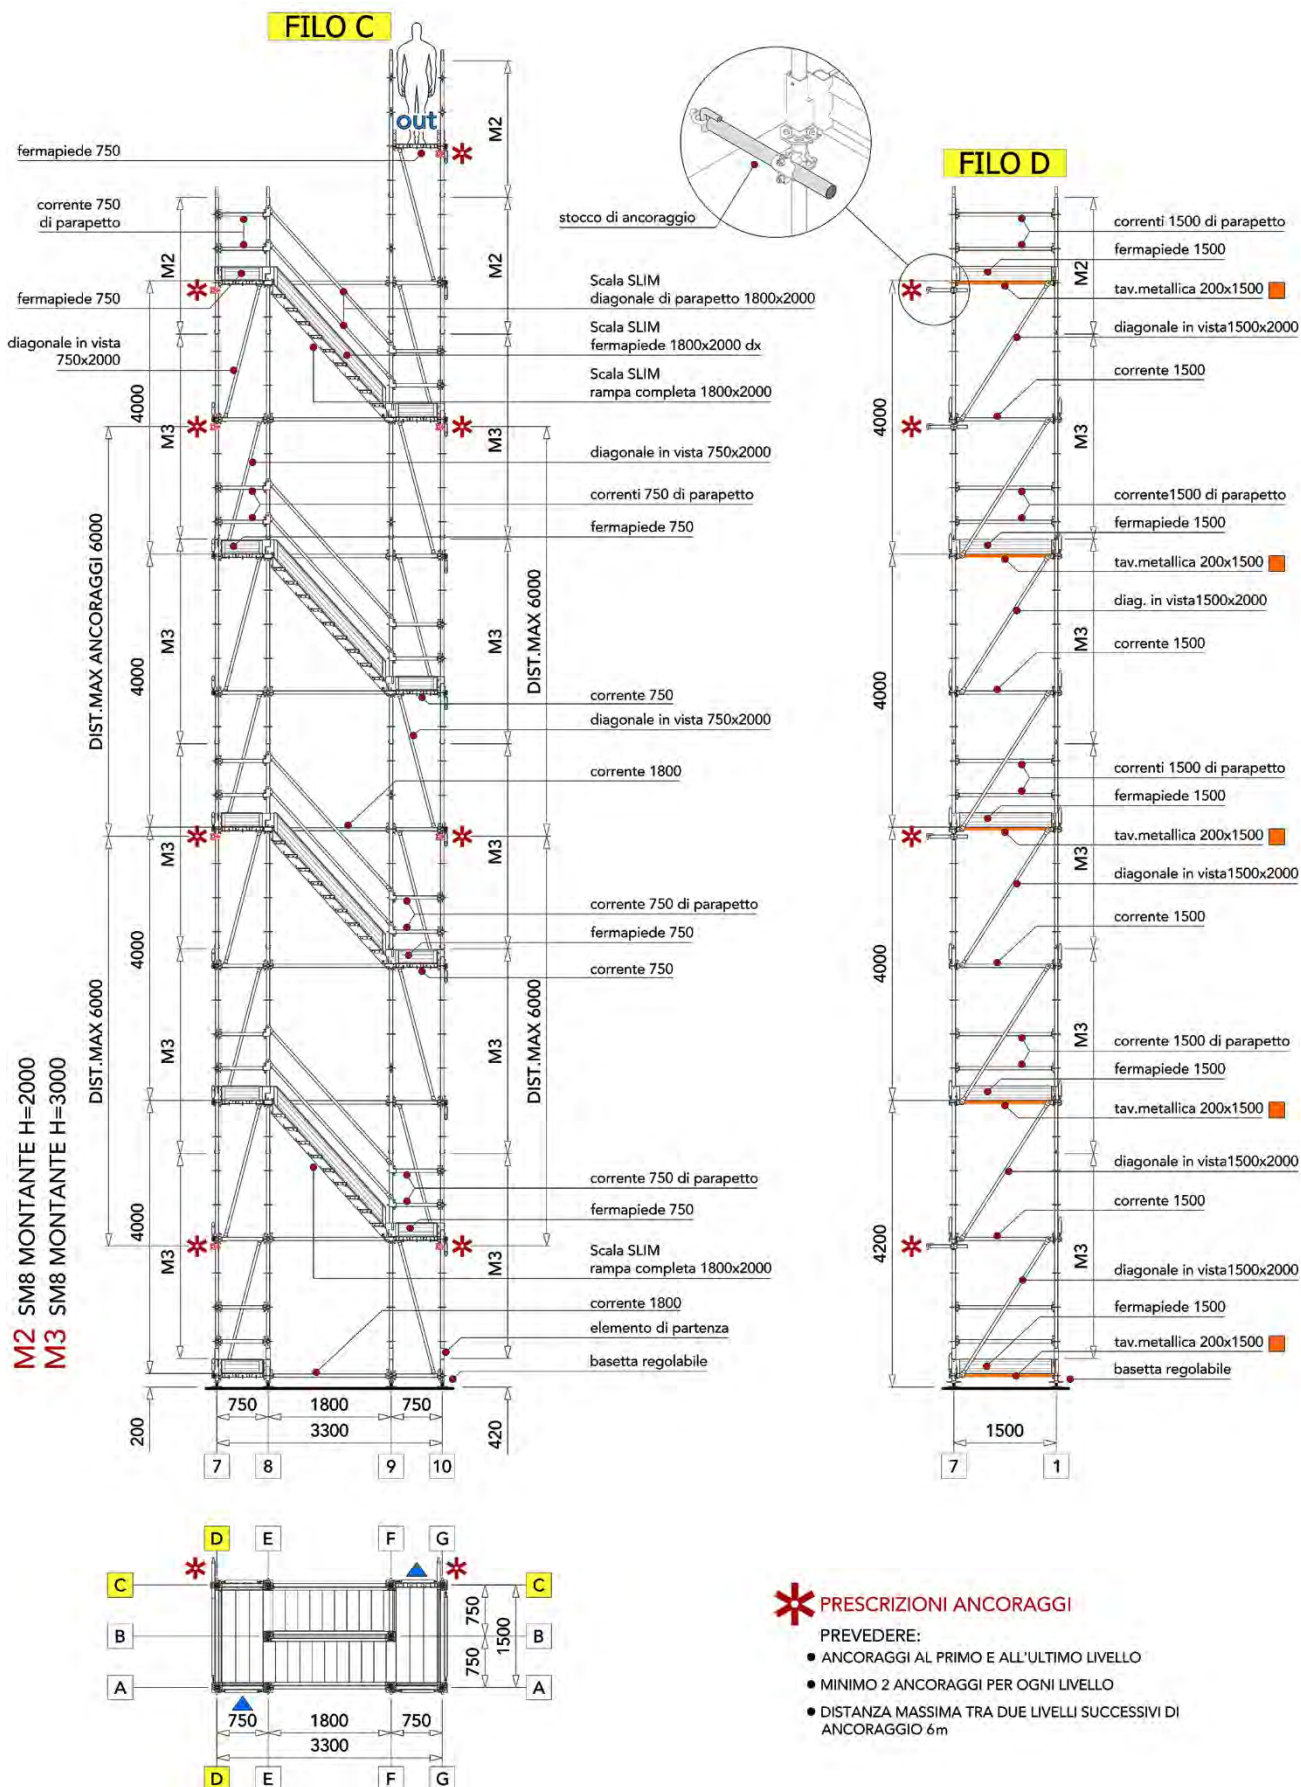 FILO C
out
fermapiede 750
corrente 750
di parapetto
M2
fermapiede 750
diagonale in vista
750x2000
4000
M3
DIST.MAX ANCORAGGI 6000
4000
M3
M3
4000
DIST.MAX 6000
M3
4000
M3
200
M2 SM8 MONTANTE H=2000
M3 SM8 MONTANTE H=3000
M2
M2
M3
M3
M3
M3
M3
DIST.MAX 6000
DIST.MAX 6000
420
stocco di ancoraggio
Scala SLIM
diagonale di parapetto 1800x2000
Scala SLIM
fermapiede 1800x2000 dx
Scala SLIM
rampa completa 1800x2000
diagonale in vista 750x2000
correnti 750 di parapetto
fermapiede 750
corrente 750
diagonale in vista 750x2000
corrente 1800
corrente 750 di parapetto
fermapiede 750
corrente 750
corrente 750 di parapetto
fermapiede 750
Scala SLIM
rampa completa 1800x2000
corrente 1800
elemento di partenza
basetta regolabile
750 1800 750
3300
7 8 9 10
FILO D
M2
M3
M3
M3
M3
M3
4000
4000
4000
4200
correnti 1500 di parapetto
fermapiede 1500
tav.metallica 200x1500
diagonale in vista1500x2000
corrente 1500
corrente1500 di parapetto
fermapiede 1500
tav.metallica 200x1500
diag. in vista1500x2000
corrente 1500
correnti 1500 di parapetto
fermapiede 1500
tav.metallica 200x1500
diagonale in vista1500x2000
corrente 1500
corrente 1500 di parapetto
fermapiede 1500
tav.metallica 200x1500
diagonale in vista1500x2000
corrente 1500
diagonale in vista1500x2000
fermapiede 1500
tav.metallica 200x1500
basetta regolabile
1500
7 1
D E F G
C C
B B
A A
750
750
1500
750 1800 750
3300
D E F G
PRESCRIZIONI ANCORAGGI
PREVEDERE:
● ANCORAGGI AL PRIMO E ALL'ULTIMO LIVELLO
● MINIMO 2 ANCORAGGI PER OGNI LIVELLO
● DISTANZA MASSIMA TRA DUE LIVELLI SUCCESSIVI DI
ANCORAGGIO 6m